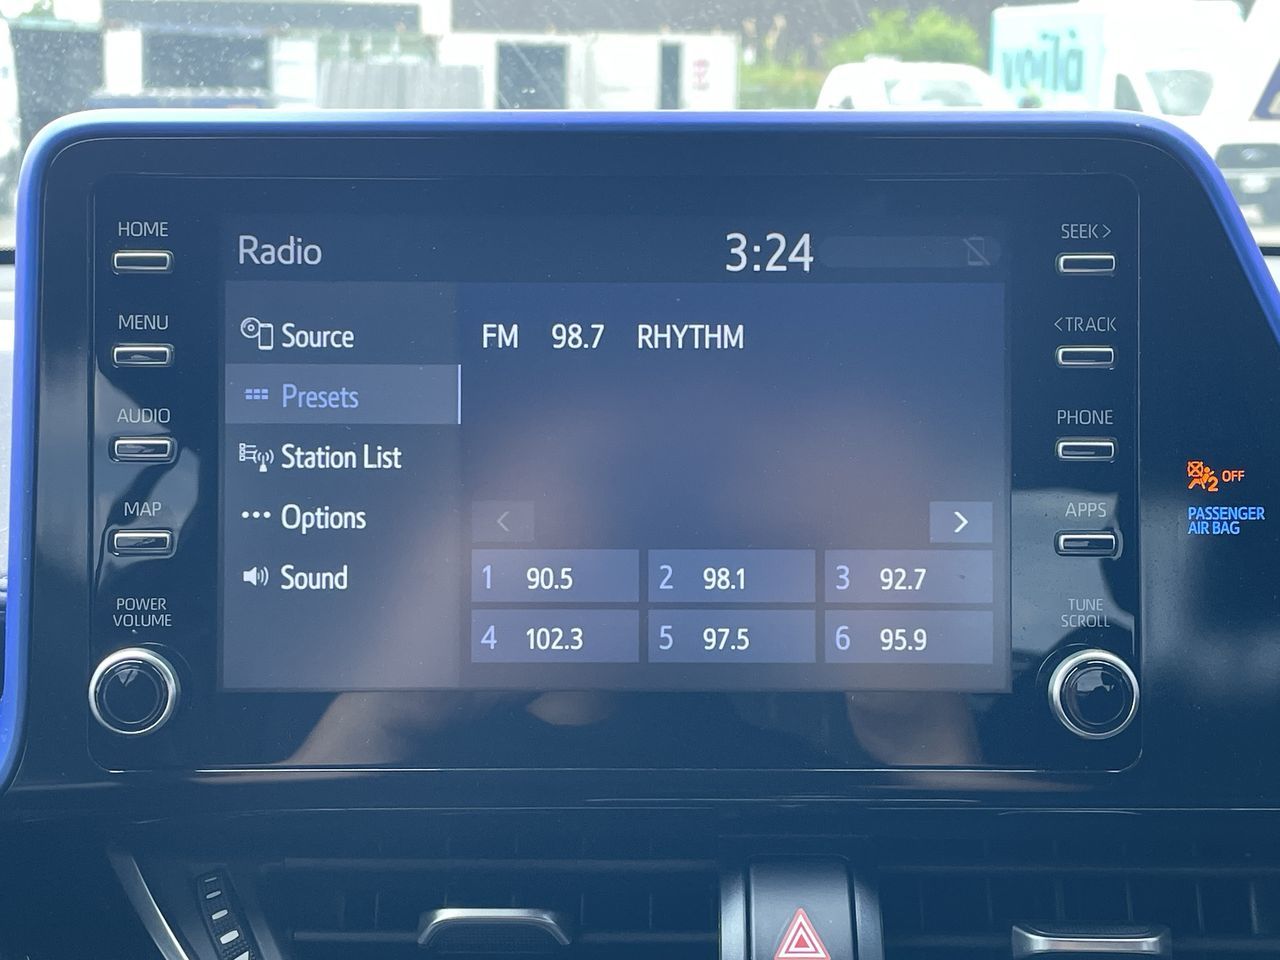 HOME
MENU
AUDIO
MAP
POWER
VOLUME
Radio
3:24
Source
Presets
Station List
Options
Sound
FM 98.7 RHYTHM
<
>
1 90.5
2 98.1
3 92.7
4 102.3
5 97.5
6 95.9
SEEK >
< TRACK
PHONE
APPS
TUNE
SCROLL
2 OFF
PASSENGER
AIR BAG